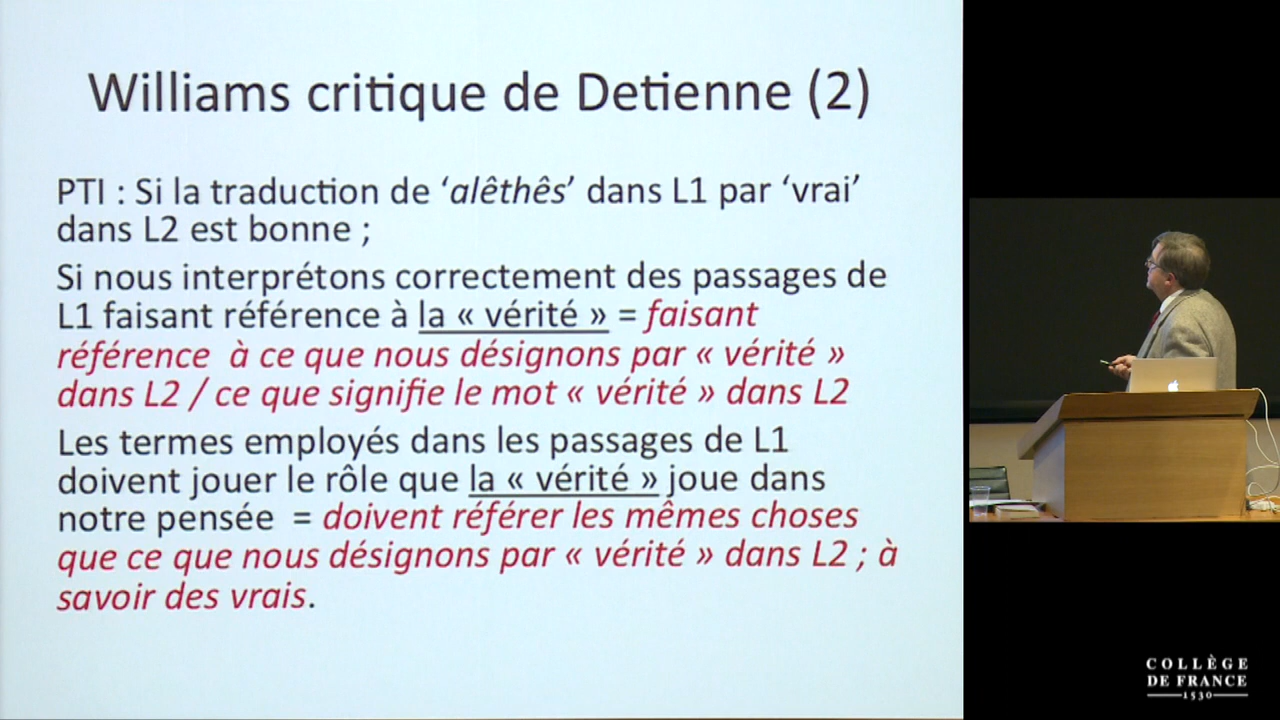 Williams critique de Detienne (2)
PTI : Si la traduction de ‘alêthês’ dans L1 par ‘vrai’
dans L2 est bonne ;
Si nous interprétons correctement des passages de
L1 faisant référence à la « vérité » = faisant
référence à ce que nous désignons par « vérité »
dans L2 / ce que signifie le mot « vérité » dans L2
Les termes employés dans les passages de L1
doivent jouer le rôle que la « vérité » joue dans
notre pensée = doivent référer les mêmes choses
que ce que nous désignons par « vérité » dans L2 ; à
savoir des vrais.
COLLÈGE
DE FRANCE
1530